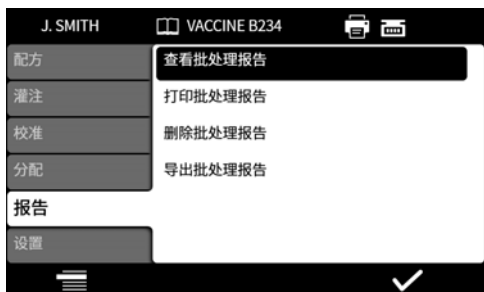 J. SMITH VACCINE B234
配方
查看批处理报告
灌注
打印批处理报告
校准
删除批处理报告
分配
导出批处理报告
报告
设置